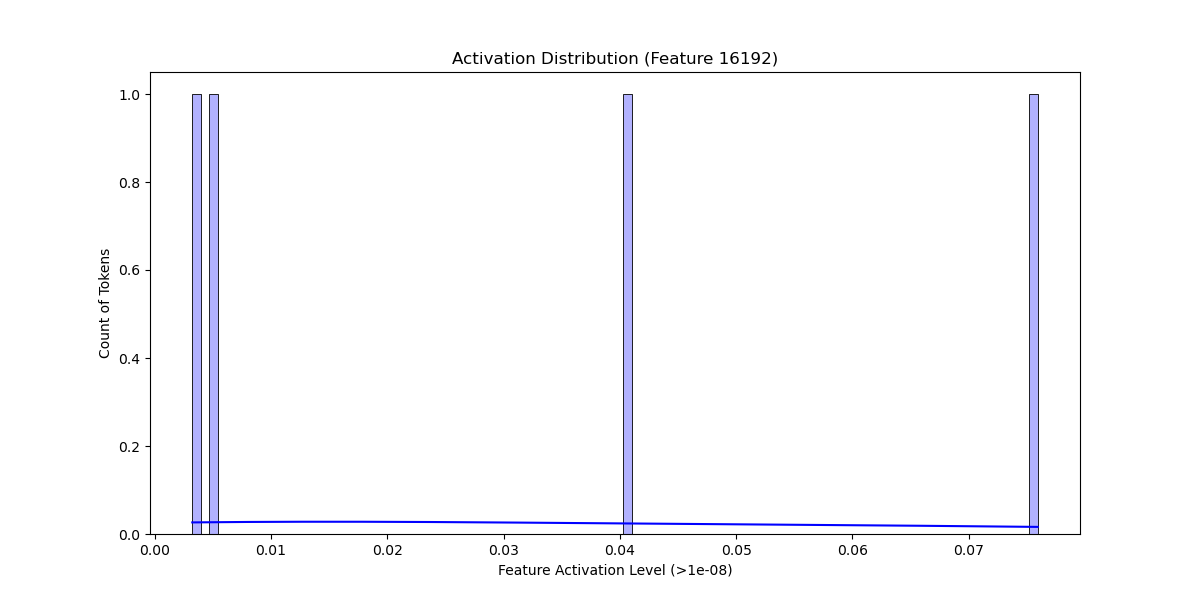 Activation Distribution (Feature 16192)
1.0
0.8
0.6
0.4
0.2
0.0
Count of Tokens
0.00 0.01 0.02 0.03 0.04 0.05 0.06 0.07
Feature Activation Level (>1e-08)